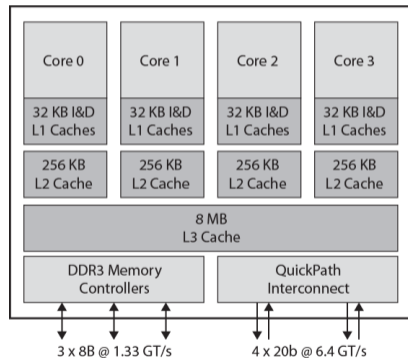 Core 0
Core 1
Core 2
Core 3
32 KB I&D
L1 Caches
32 KB I&D
L1 Caches
32 KB I&D
L1 Caches
32 KB I&D
L1 Caches
256 KB
L2 Cache
256 KB
L2 Cache
256 KB
L2 Cache
256 KB
L2 Cache
8 MB
L3 Cache
DDR3 Memory
Controllers
QuickPath
Interconnect
3 x 8B @ 1.33 GT/s
4 x 20b @ 6.4 GT/s